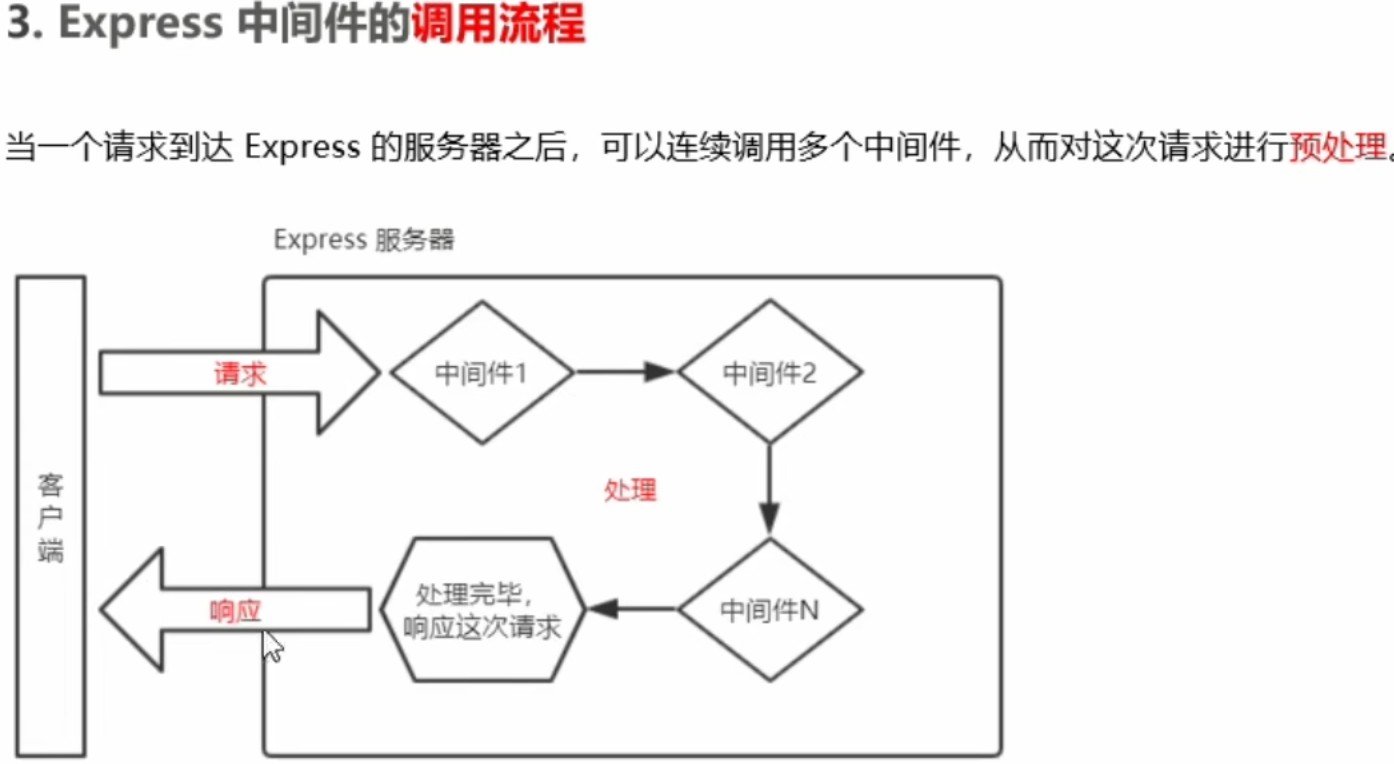 3. Express 中间件的调用流程
当一个请求到达 Express 的服务器之后，可以连续调用多个中间件，从而对这次请求进行预处理。
Express 服务器
请求
中间件1
中间件2
客户端
处理
响应
处理完毕，
响应这次请求
中间件N